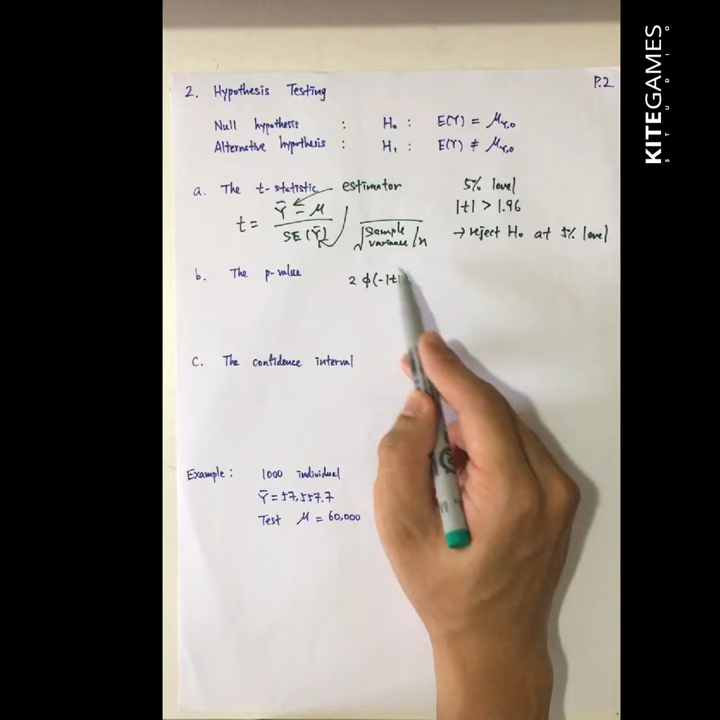 2. Hypothesis Testing P.2
Null hypothesis : H₀ : E(Y) = μY,0
Alternative hypothesis : H₁ : E(Y) ≠ μY,0
a. The t-statistic estimator 5% level
t = Ȳ - μ |t| > 1.96
SE(Ȳ) √Sample variance/n → reject H₀ at 5% level
b. The p-value 2 ϕ(-|t|
c. The confidence interval
Example : 1000 individual
Ȳ = 57,557.7
Test μ = 60,000
KITEGAMES
STUDIO